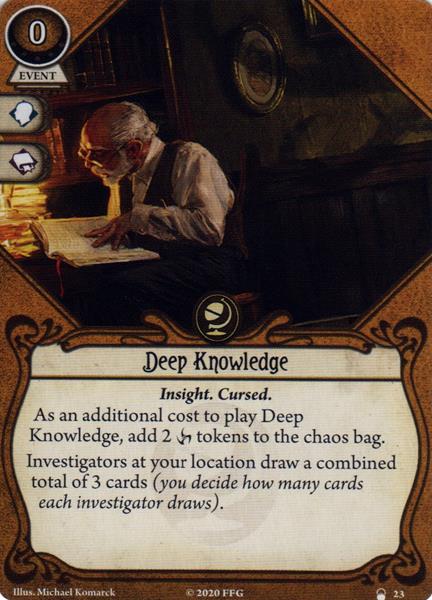 0
EVENT
Deep Knowledge
Insight. Cursed.
As an additional cost to play Deep
Knowledge, add 2 tokens to the chaos bag.
Investigators at your location draw a combined
total of 3 cards (you decide how many cards
each investigator draws).
Illus. Michael Komarck
© 2020 FFG
23